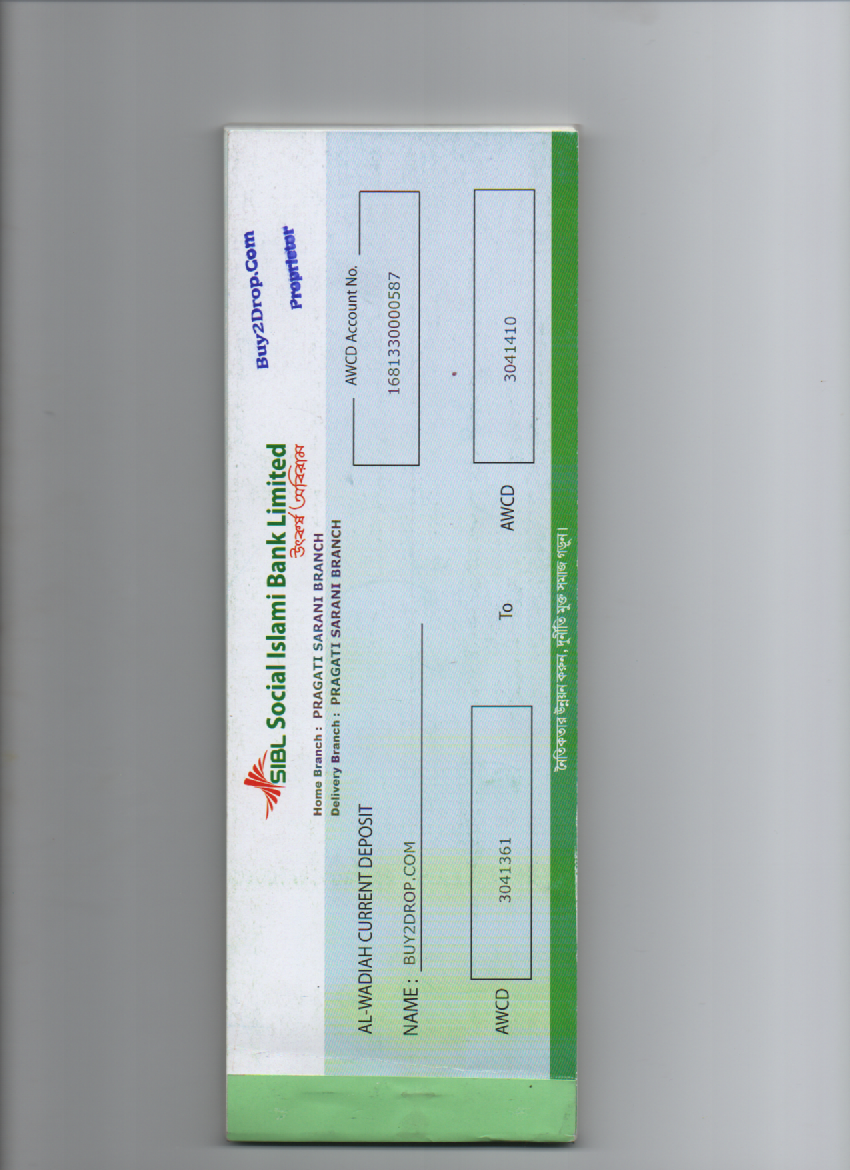 Buy2Drop.Com
Proprietor
SIBL Social Islami Bank Limited
উৎকর্ষে অবিরাম
Home Branch : PRAGATI SARANI BRANCH
Delivery Branch : PRAGATI SARANI BRANCH
AL-WADIAH CURRENT DEPOSIT
AWCD Account No.
1681330000587
NAME : BUY2DROP.COM
AWCD 3041361 To AWCD 3041410
নৈতিকতার উন্নয়ন করুন, দুর্নীতি মুক্ত সমাজ গড়ুন।